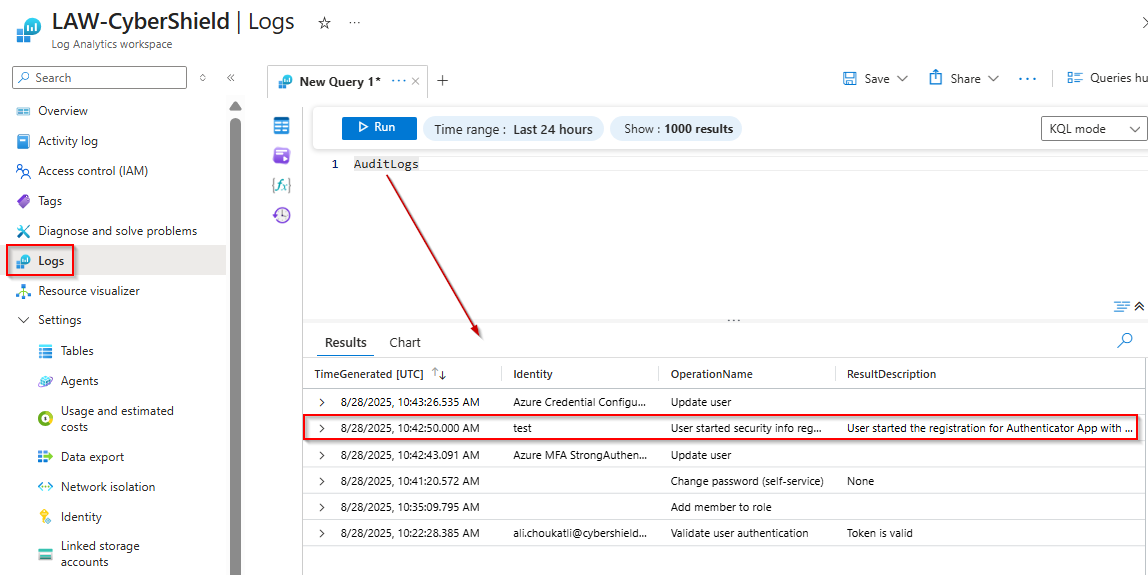 LAW-CyberShield | Logs
Log Analytics workspace
Search
Overview
Activity log
Access control (IAM)
Tags
Diagnose and solve problems
Logs
Resource visualizer
Settings
Tables
Agents
Usage and estimated
costs
Data export
Network isolation
Identity
Linked storage
accounts
New Query 1*
Save
Share
Queries hu
Run
Time range : Last 24 hours
Show : 1000 results
KQL mode
1 AuditLogs
Results Chart
TimeGenerated [UTC] Identity OperationName ResultDescription
8/28/2025, 10:43:26.535 AM Azure Credential Configu... Update user
8/28/2025, 10:42:50.000 AM test User started security info reg... User started the registration for Authenticator App with ...
8/28/2025, 10:42:43.091 AM Azure MFA StrongAuthen... Update user
8/28/2025, 10:41:20.572 AM Change password (self-service) None
8/28/2025, 10:35:09.795 AM Add member to role
8/28/2025, 10:22:28.385 AM ali.choukatli@cybershield... Validate user authentication Token is valid